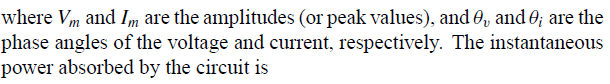 where Vm and Im are the amplitudes (or peak values), and θv and θi are the
phase angles of the voltage and current, respectively. The instantaneous
power absorbed by the circuit is